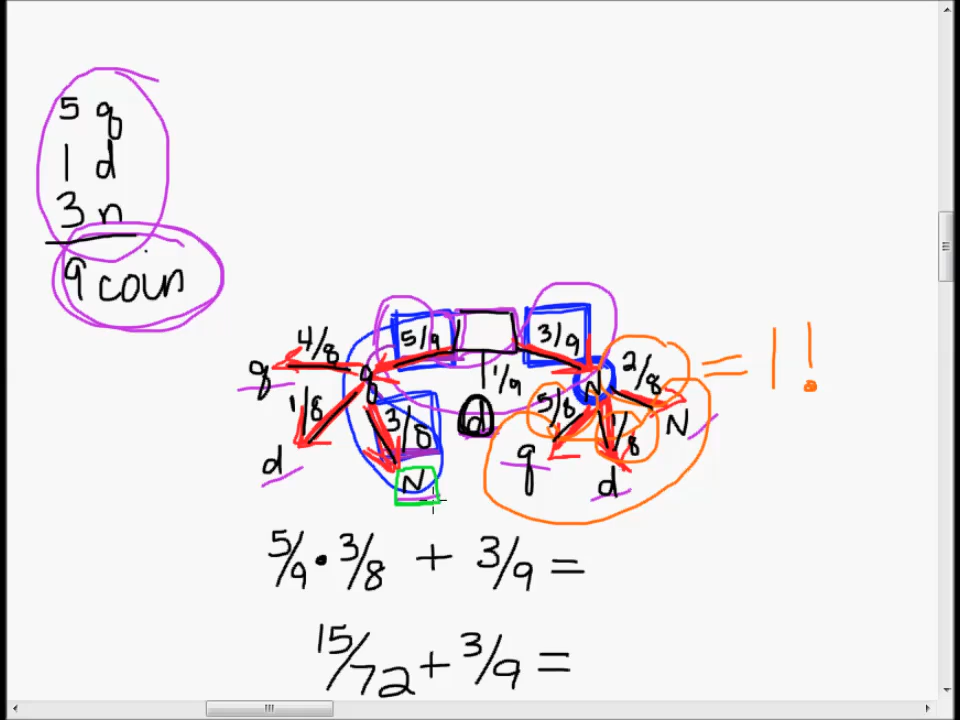 5 q
1 d
3 n
9 coin
5/9
3/9
4/8
1/9
2/8
= 1!
q
q
N
1/8
3/8
d
5/8
1/8
N
d
N
q
d
5/9 · 3/8 + 3/9 =
15/72 + 3/9 =